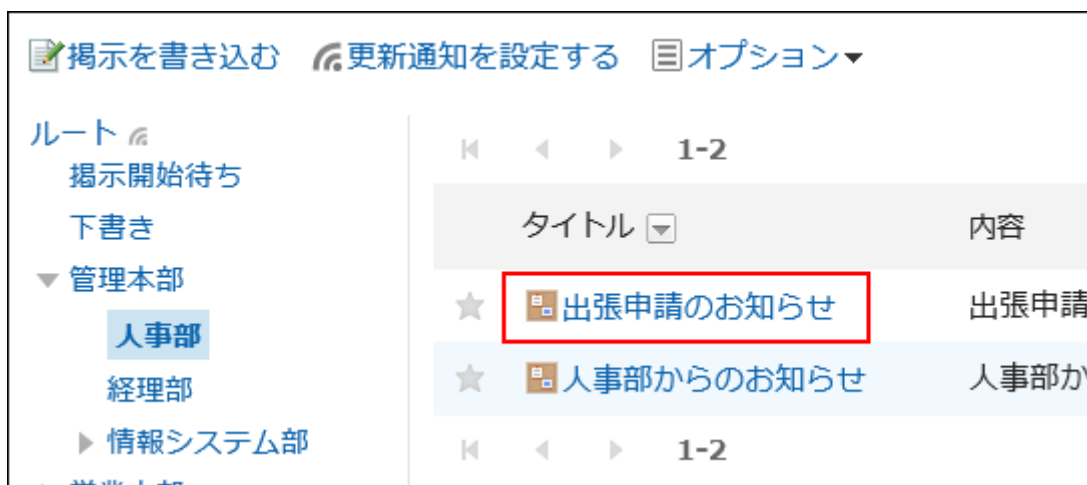 掲示を書き込む 更新通知を設定する オプション
ルート
掲示開始待ち
下書き
管理本部
人事部
経理部
情報システム部
1-2
タイトル 内容
出張申請のお知らせ 出張申請
人事部からのお知らせ 人事部か
1-2